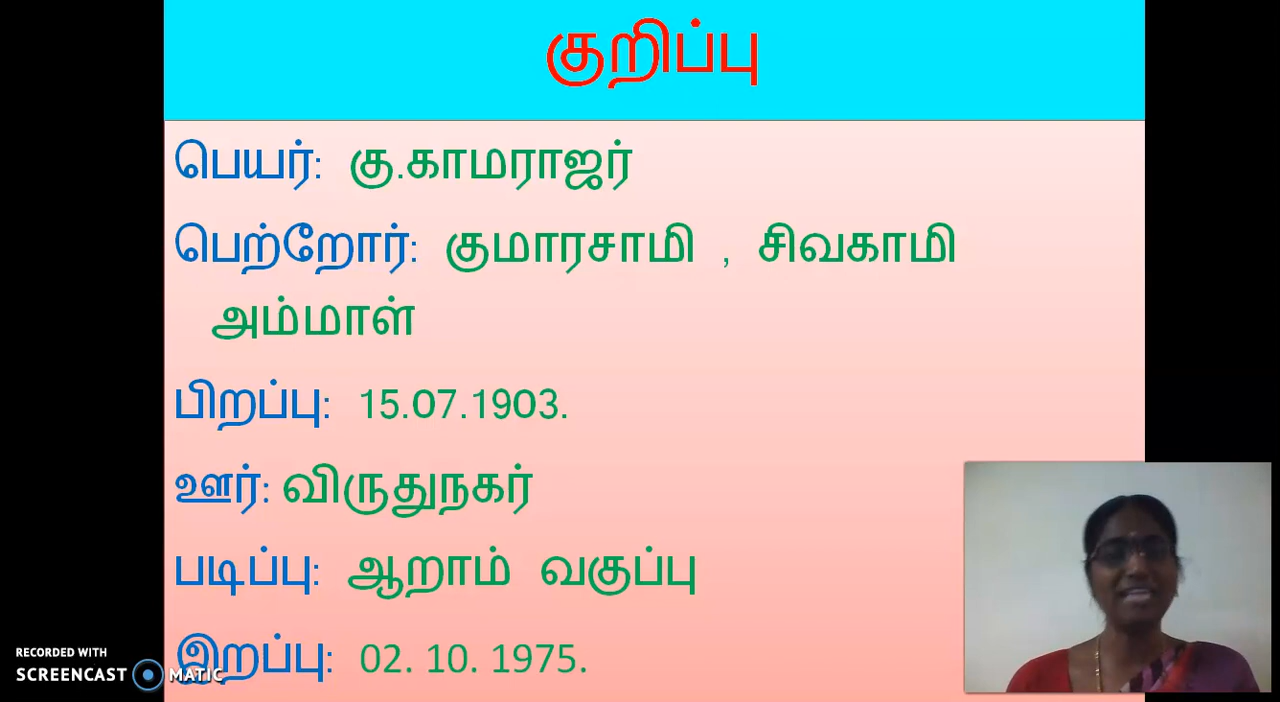 குறிப்பு
பெயர்: கு.காமராஜர்
பெற்றோர்: குமாரசாமி , சிவகாமி
அம்மாள்
பிறப்பு: 15.07.1903.
ஊர்: விருதுநகர்
படிப்பு: ஆறாம் வகுப்பு
இறப்பு: 02. 10. 1975.
RECORDED WITH
SCREENCAST MATIC